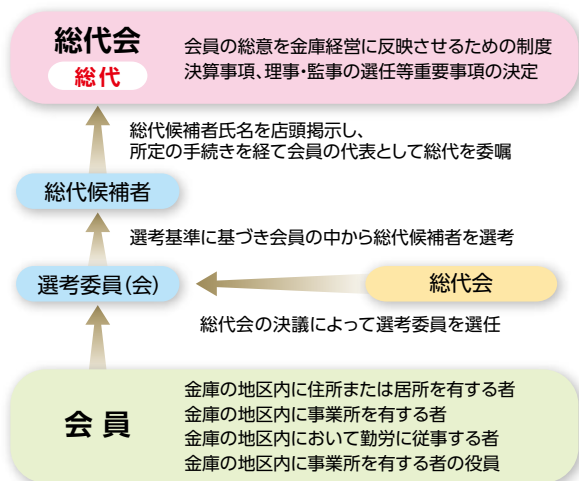 総代会
総代
会員の総意を金庫経営に反映させるための制度
決算事項、理事・監事の選任等重要事項の決定
総代候補者氏名を店頭掲示し、
所定の手続きを経て会員の代表として総代を委嘱
総代候補者
選考基準に基づき会員の中から総代候補者を選考
選考委員(会)
総代会
総代会の決議によって選考委員を選任
会員
金庫の地区内に住所または居所を有する者
金庫の地区内に事業所を有する者
金庫の地区内において勤労に従事する者
金庫の地区内に事業所を有する者の役員